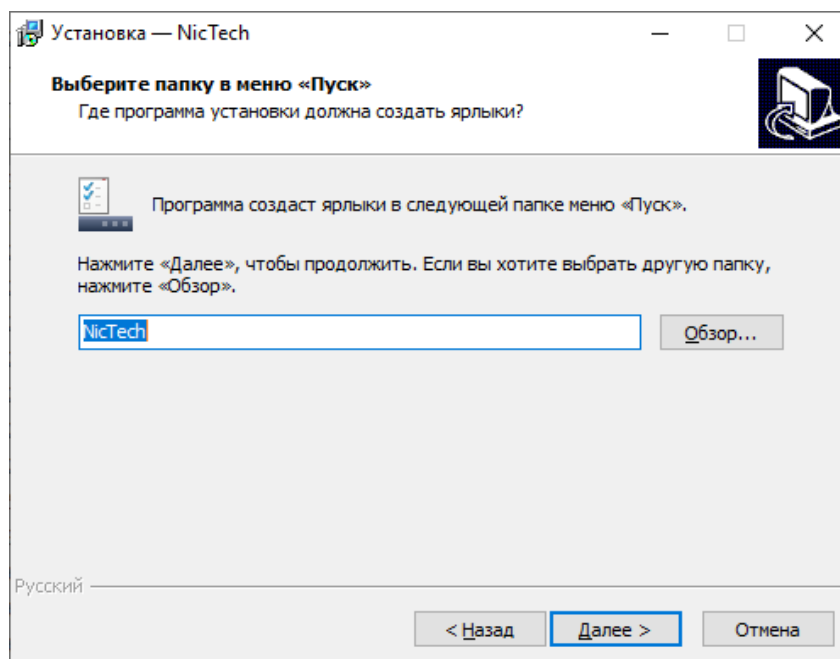 Установка — NicTech
Выберите папку в меню «Пуск»
Где программа установки должна создать ярлыки?
Программа создаст ярлыки в следующей папке меню «Пуск».
Нажмите «Далее», чтобы продолжить. Если вы хотите выбрать другую папку,
нажмите «Обзор».
NicTech
Обзор...
Русский
< Назад
Далее >
Отмена